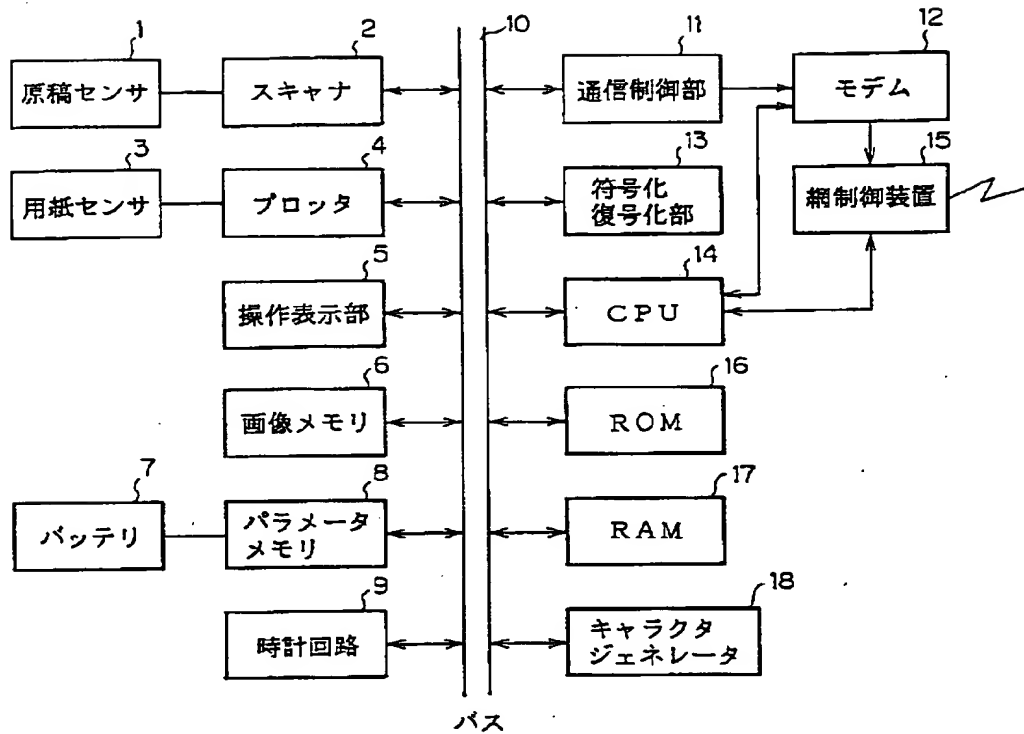 1
原稿センサ
2
スキャナ
3
用紙センサ
4
プロッタ
5
操作表示部
6
画像メモリ
7
バッテリ
8
パラメータ
メモリ
9
時計回路
10
バス
11
通信制御部
12
モデム
13
符号化
復号化部
14
CPU
15
網制御装置
16
ROM
17
RAM
18
キャラクタ
ジェネレータ